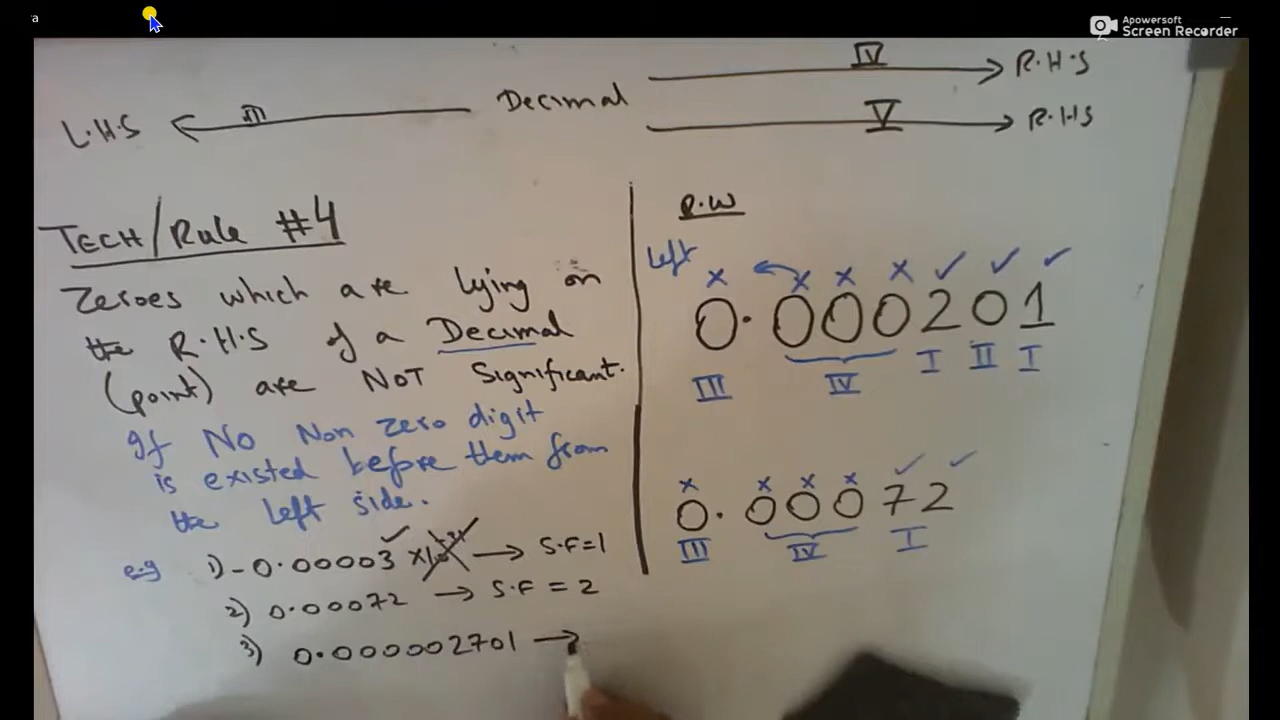 a
Apowersoft
Screen Recorder
IV
R.H.S
III
Decimal
L.H.S
V
R.H.S
TECH/Rule #4
R.W
Zeroes which are lying on
the R.H.S of a Decimal
(point) are NOT Significant.
If No Non zero digit
is existed before them from
the left side.
e.g 1) -0.00003 ✓ → S.F=1
2) 0.00072 → S.F = 2
3) 0.000002701 →
Left
x x x x ✓ ✓ ✓
0.000201
III IV I II I
x x x x ✓ ✓
0.00072
III IV I